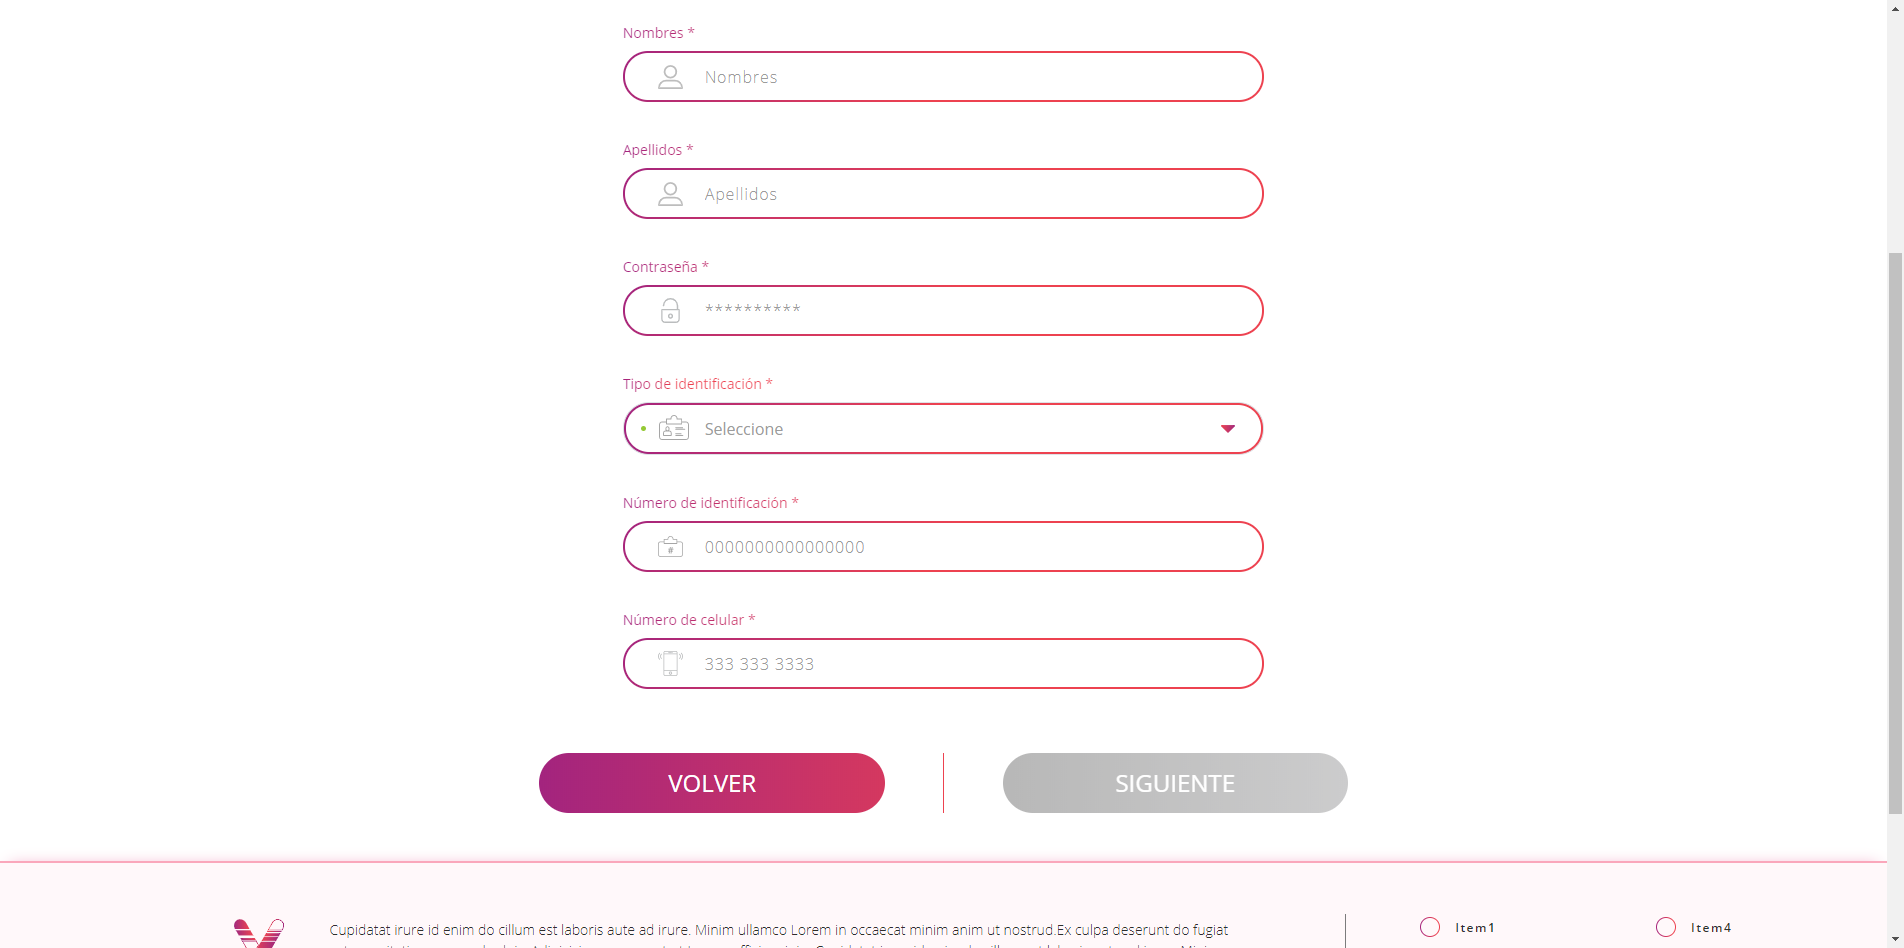 Nombres *
Nombres
Apellidos *
Apellidos
Contraseña *
**********
Tipo de identificación *
Seleccione
Número de identificación *
#
0000000000000000
Número de celular *
333 333 3333
VOLVER
SIGUIENTE
Cupidatat irure id enim do cillum est laboris aute ad irure. Minim ullamco Lorem in occaecat minim anim ut nostrud.Ex culpa deserunt do fugiat
Item1
Item4